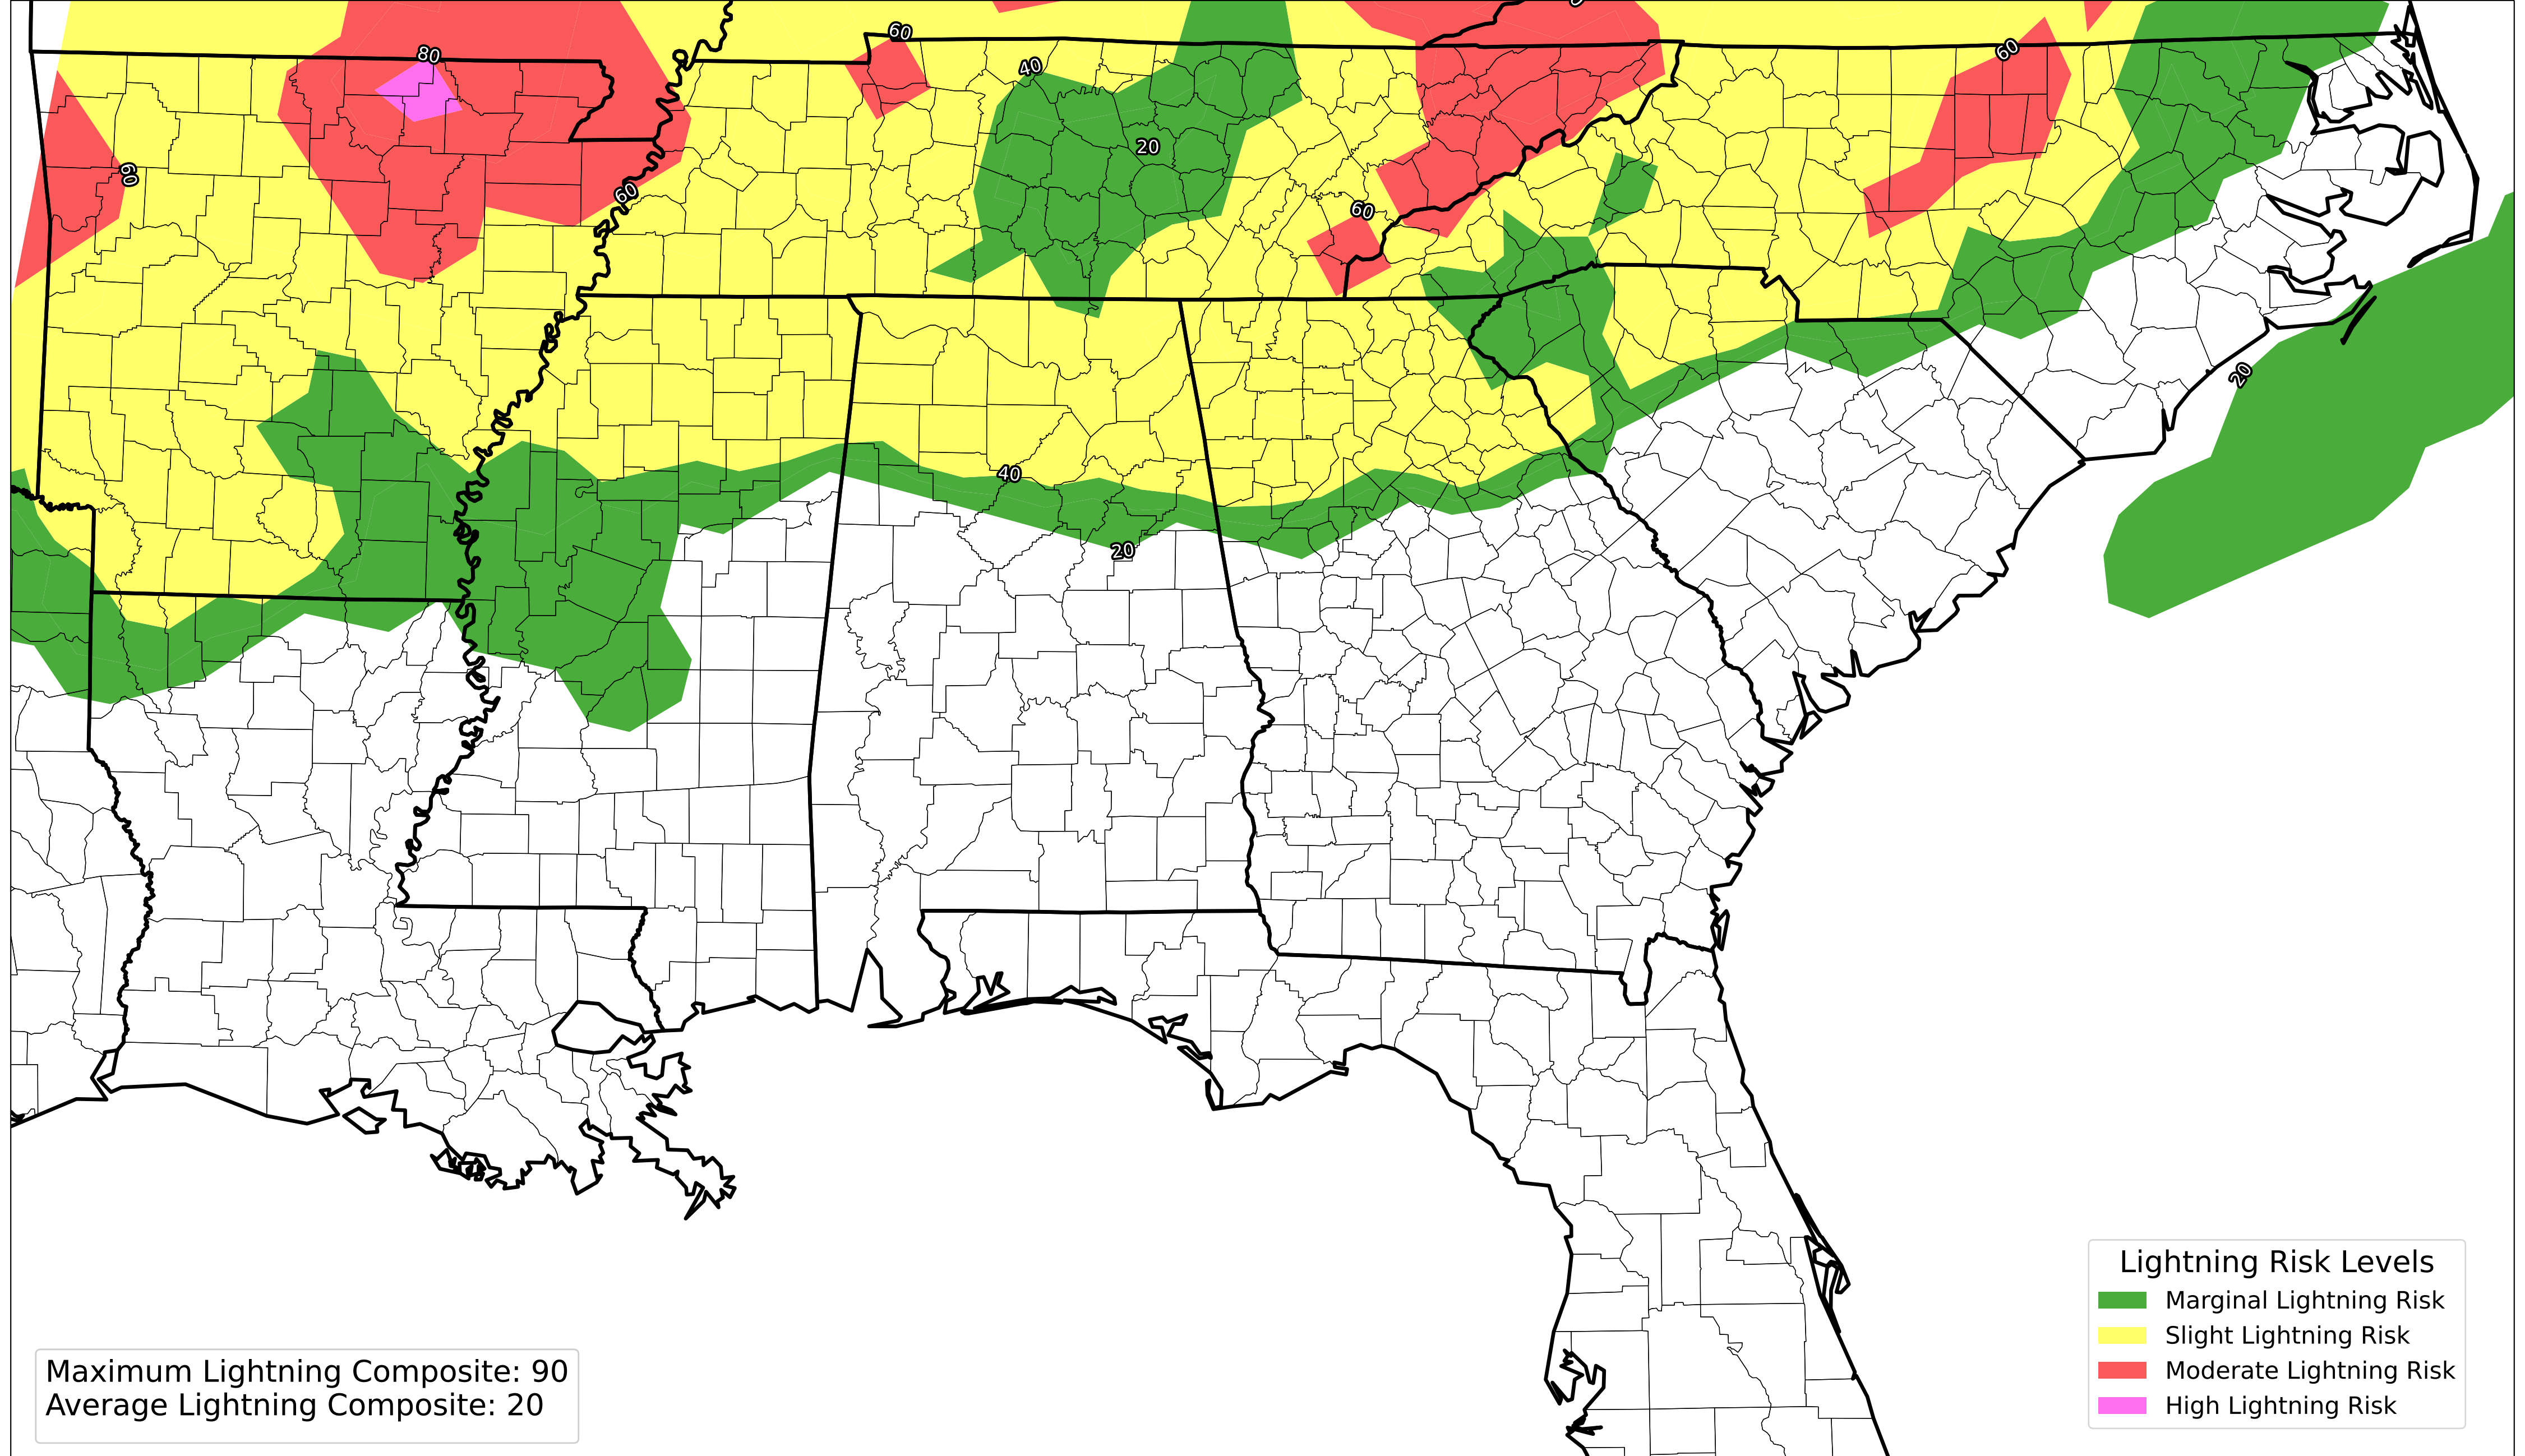 60
80
40
60
20
60
60
60
20
40
20
Lightning Risk Levels
Marginal Lightning Risk
Slight Lightning Risk
Moderate Lightning Risk
High Lightning Risk
Maximum Lightning Composite: 90
Average Lightning Composite: 20